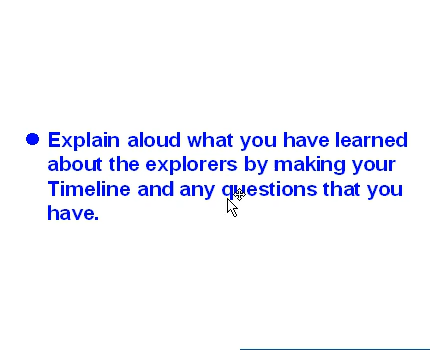 Explain aloud what you have learned
about the explorers by making your
Timeline and any questions that you
have.